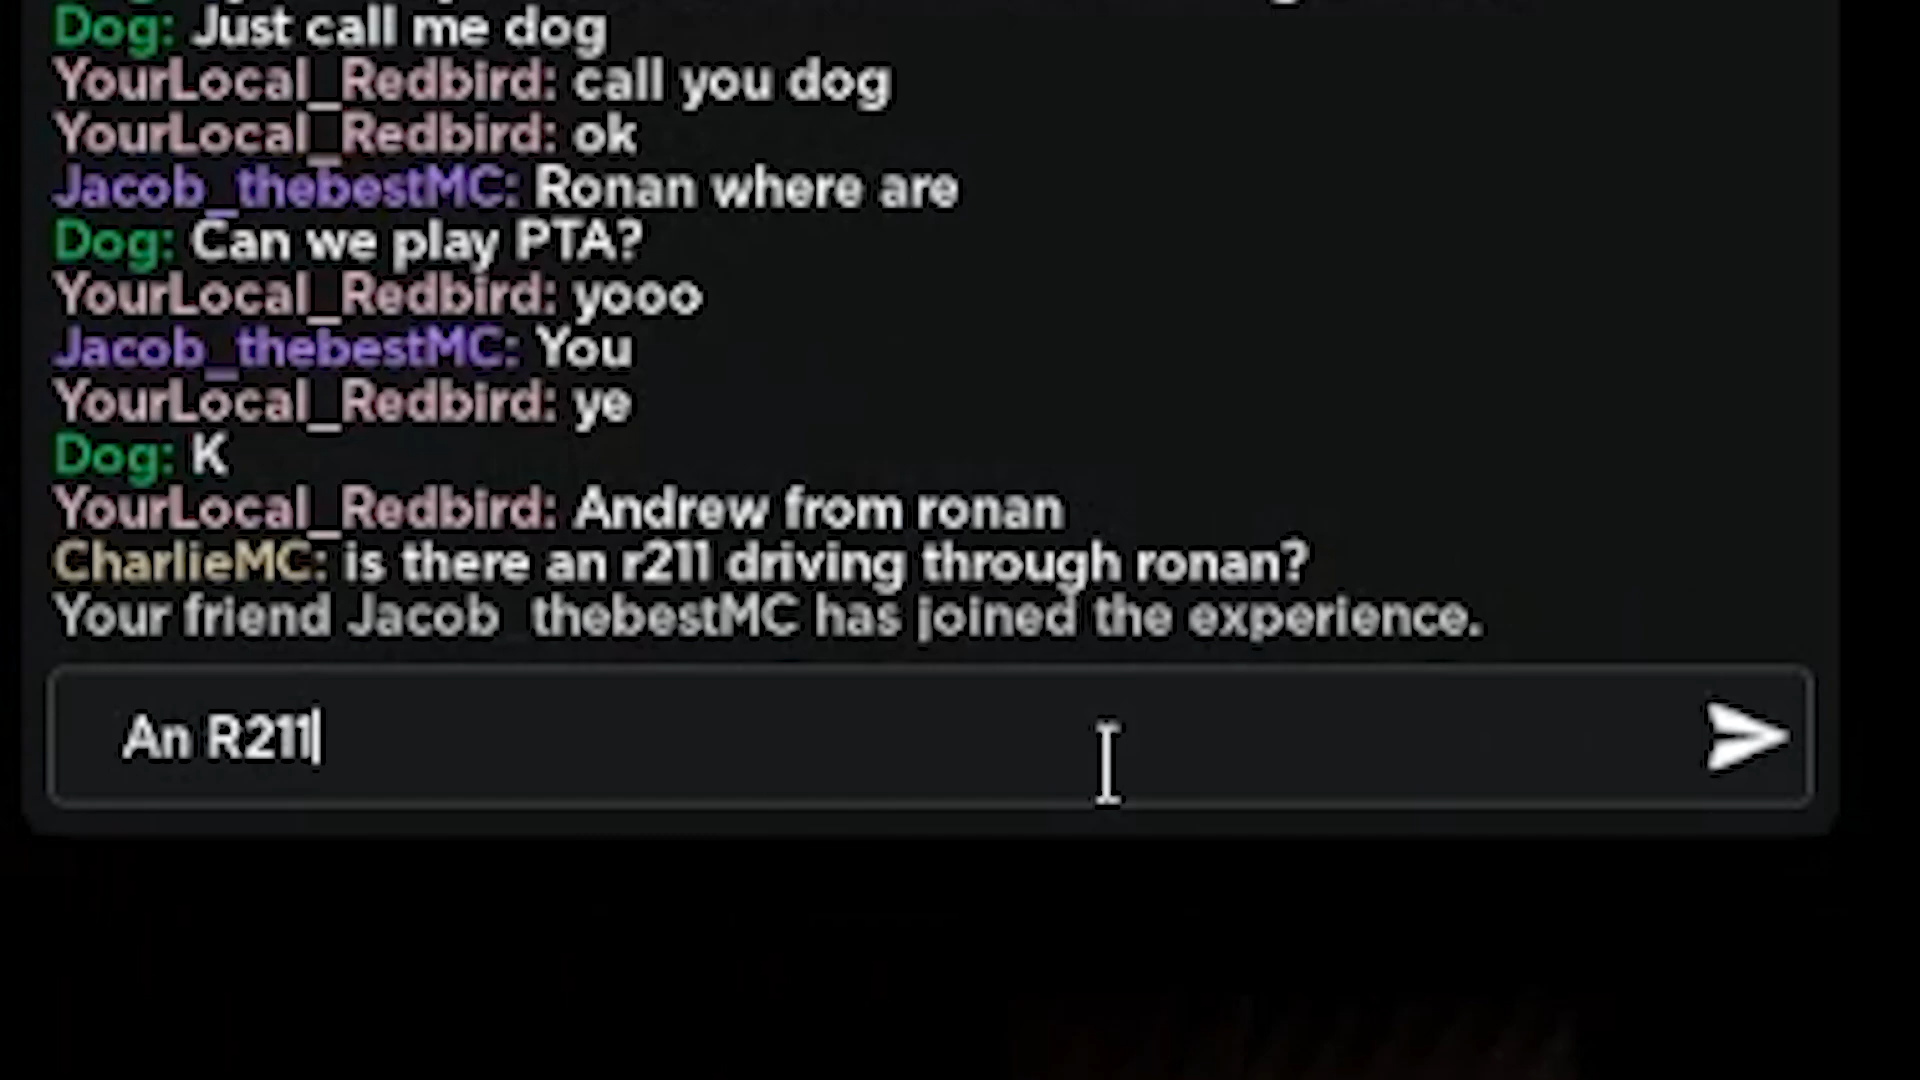 Dog: Just call me dog
YourLocal_Redbird: call you dog
YourLocal_Redbird: ok
Jacob_thebestMC: Ronan where are
Dog: Can we play PTA?
YourLocal_Redbird: yooo
Jacob_thebestMC: You
YourLocal_Redbird: ye
Dog: K
YourLocal_Redbird: Andrew from ronan
CharlieMC: is there an r211 driving through ronan?
Your friend Jacob_thebestMC has joined the experience.
An R211